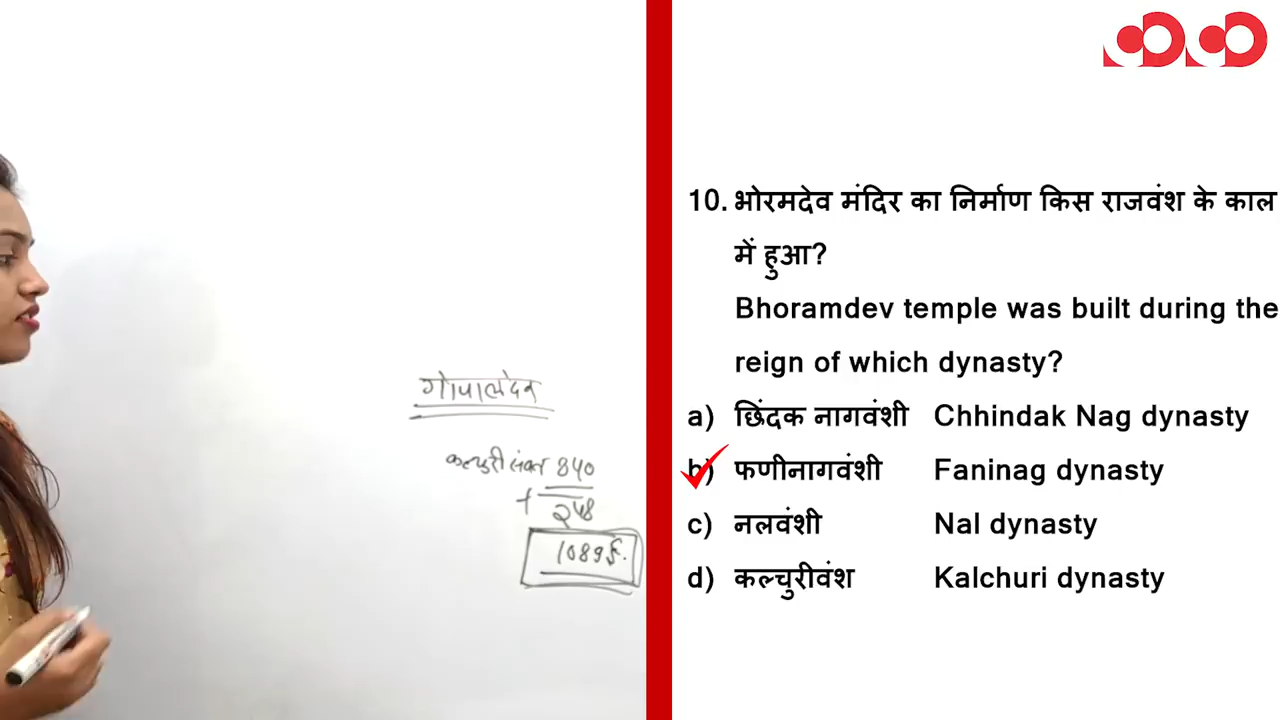 गोपालदेव
कल्चुरी संवत 840
+ 248
1089ई.
10. भोरमदेव मंदिर का निर्माण किस राजवंश के काल
में हुआ?
Bhoramdev temple was built during the
reign of which dynasty?
a) छिंदक नागवंशी Chhindak Nag dynasty
b) फणीनागवंशी Faninag dynasty
c) नलवंशी Nal dynasty
d) कल्चुरीवंश Kalchuri dynasty